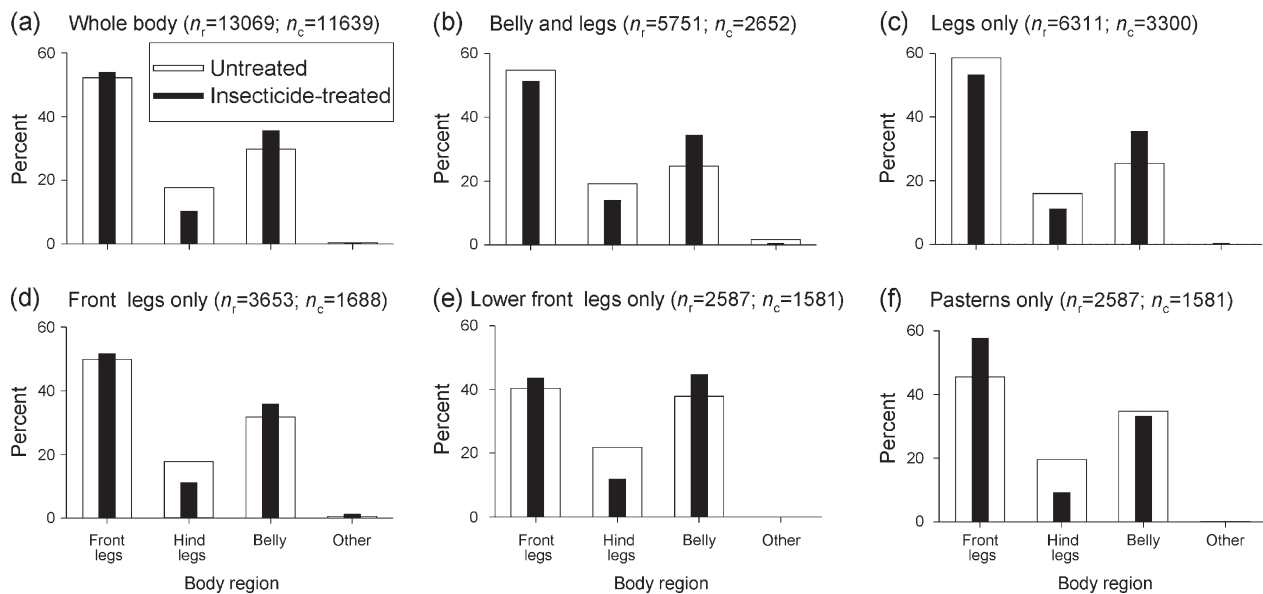 (a) Whole body (nr=13069; nc=11639)
60
40
20
0
Percent
Untreated
Insecticide-treated
(b) Belly and legs (nr=5751; nc=2652)
60
40
20
0
Percent
(c) Legs only (nr=6311; nc=3300)
60
40
20
0
Percent
(d) Front legs only (nr=3653; nc=1688)
60
40
20
0
Percent
Front Hind Belly Other
legs legs
Body region
(e) Lower front legs only (nr=2587; nc=1581)
60
40
20
0
Percent
Front Hind Belly Other
legs legs
Body region
(f) Pasterns only (nr=2587; nc=1581)
60
40
20
0
Percent
Front Hind Belly Other
legs legs
Body region